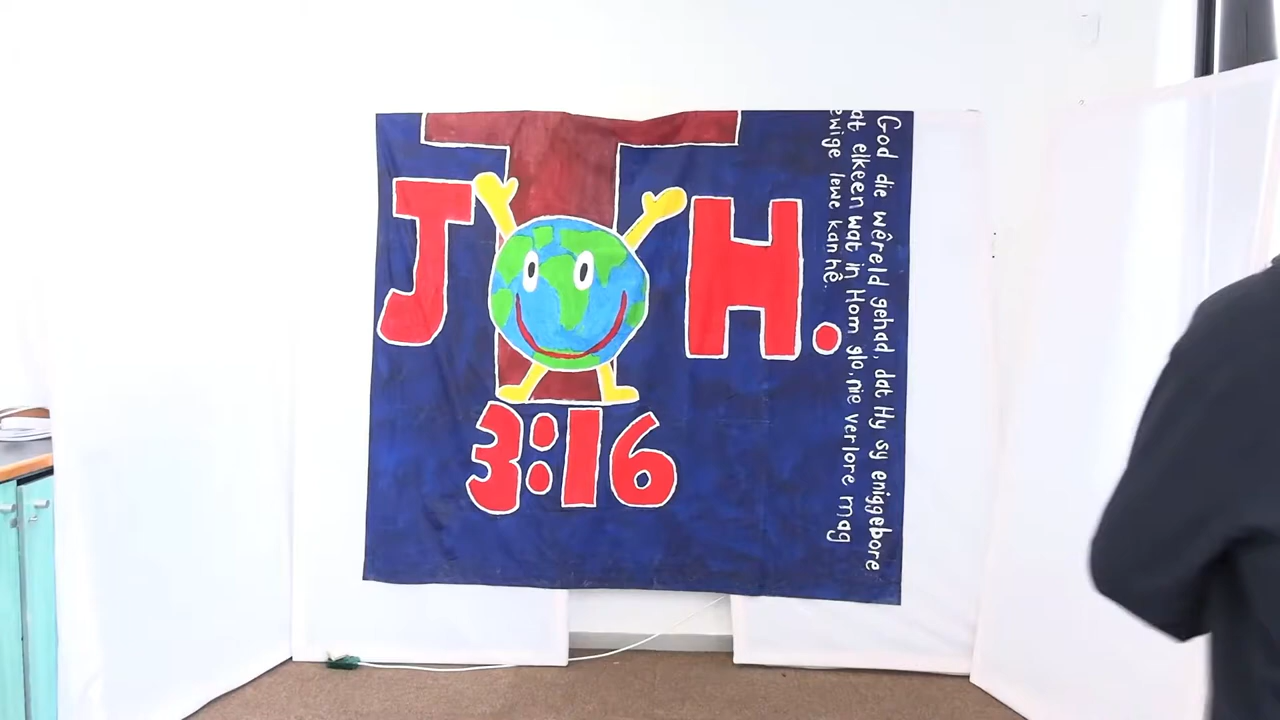 J H.
3:16
God die wêreld gehad, dat Hy sy eniggebore
elkeen wat in Hom glo, nie verlore mag
ewige lewe kan hê.